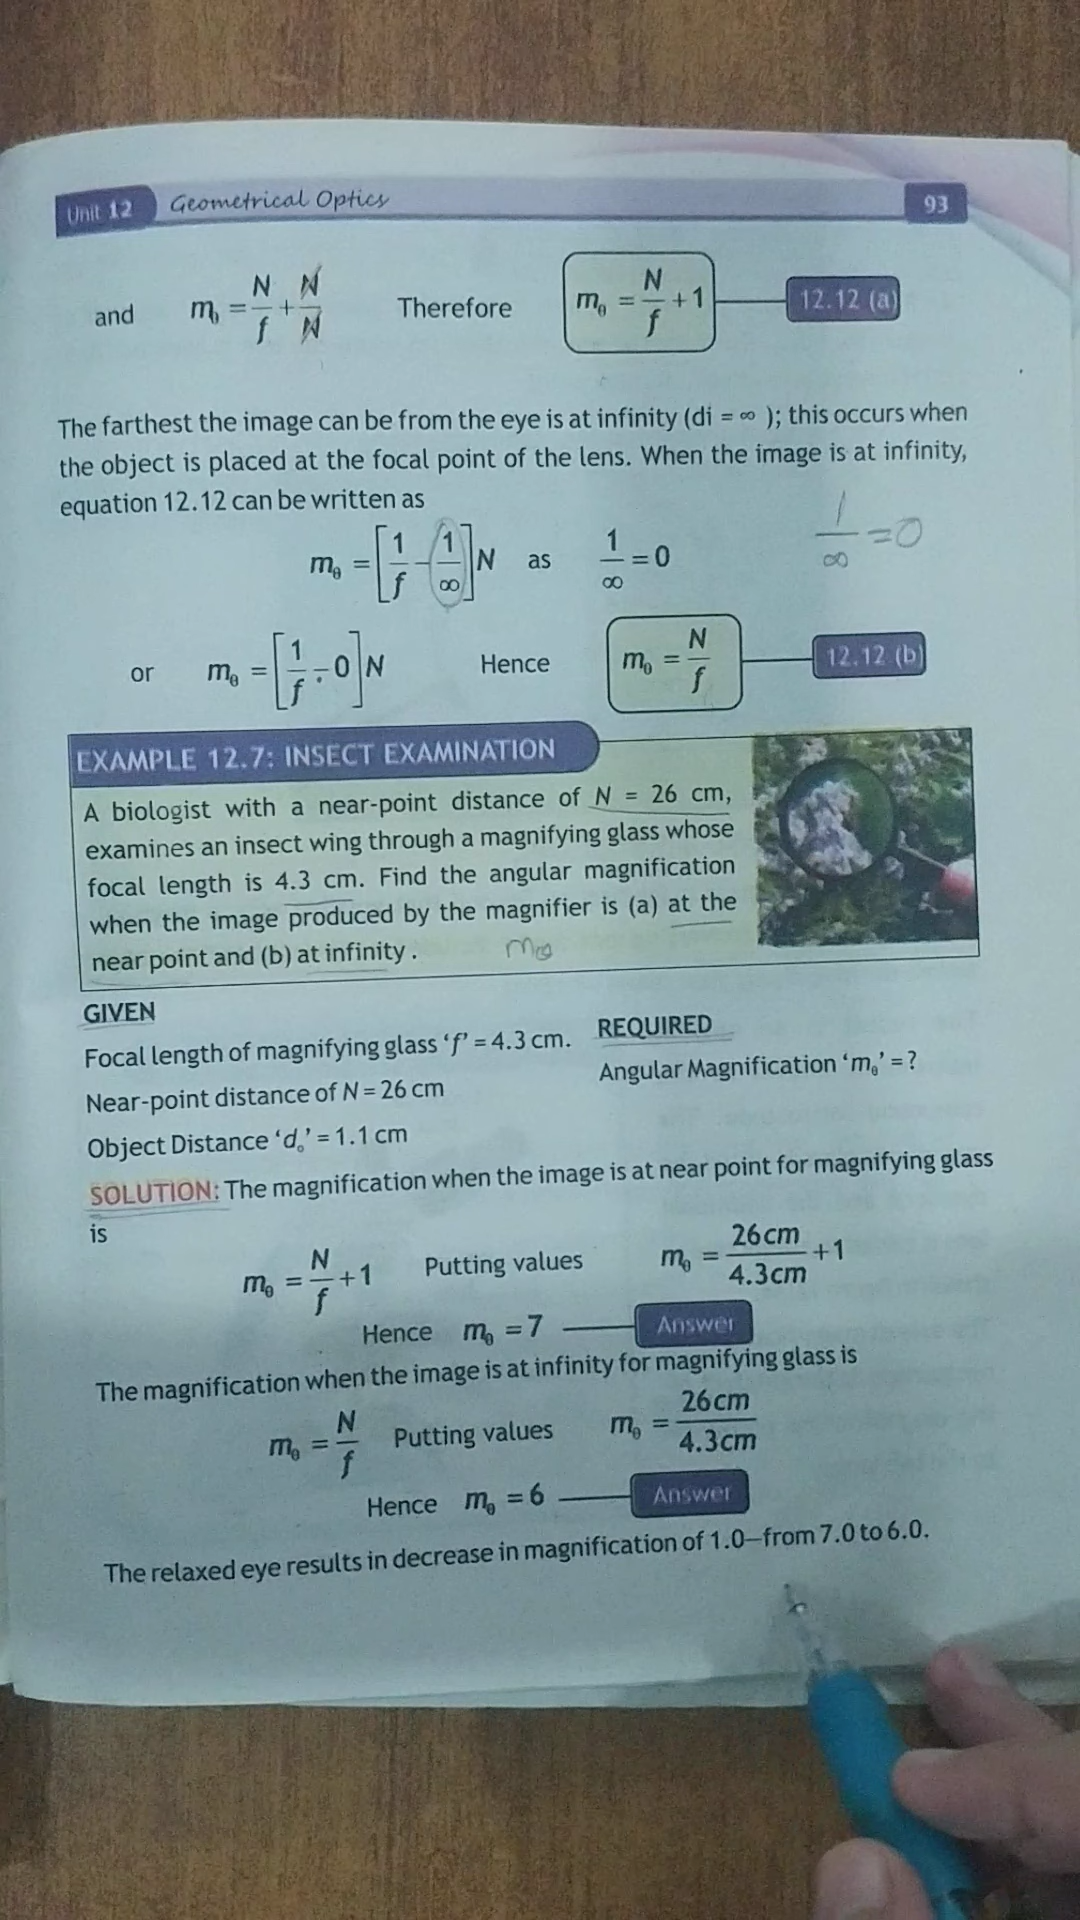 Unit 12 Geometrical Optics 93
and m_θ = N/f + N/N Therefore m_θ = N/f + 1 12.12 (a)
The farthest the image can be from the eye is at infinity (di = ∞ ); this occurs when
the object is placed at the focal point of the lens. When the image is at infinity,
equation 12.12 can be written as
m_θ = [1/f - 1/∞] N as 1/∞ = 0 1/∞ = 0
or m_θ = [1/f - 0] N Hence m_θ = N/f 12.12 (b)
EXAMPLE 12.7: INSECT EXAMINATION
A biologist with a near-point distance of N = 26 cm,
examines an insect wing through a magnifying glass whose
focal length is 4.3 cm. Find the angular magnification
when the image produced by the magnifier is (a) at the
near point and (b) at infinity . m_θ
GIVEN
Focal length of magnifying glass ‘f’ = 4.3 cm. REQUIRED
Near-point distance of N = 26 cm Angular Magnification ‘m_θ’ = ?
Object Distance ‘d_o’ = 1.1 cm
SOLUTION: The magnification when the image is at near point for magnifying glass
is
m_θ = N/f + 1 Putting values m_θ = 26cm/4.3cm + 1
Hence m_θ = 7 Answer
The magnification when the image is at infinity for magnifying glass is
m_θ = N/f Putting values m_θ = 26cm/4.3cm
Hence m_θ = 6 Answer
The relaxed eye results in decrease in magnification of 1.0—from 7.0 to 6.0.